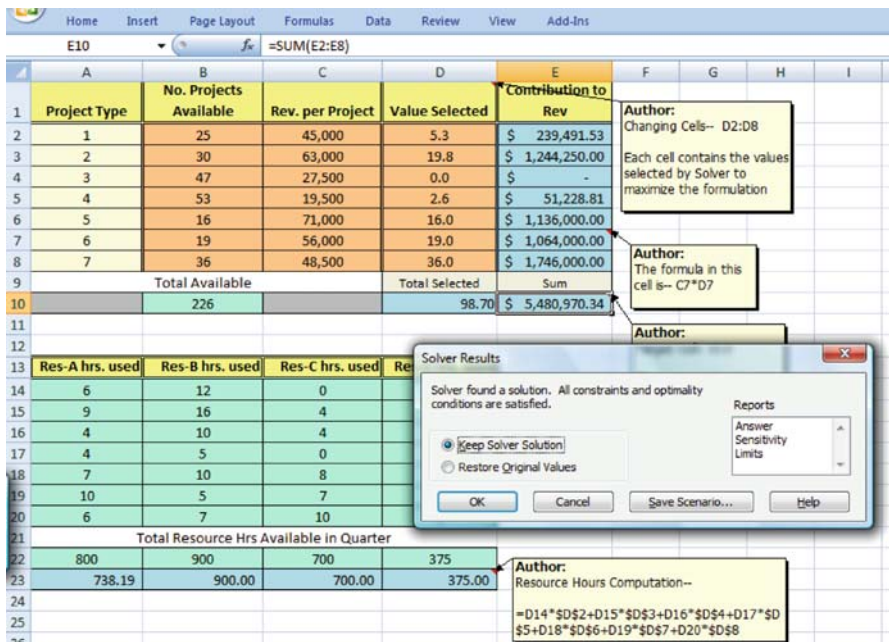 Home Insert Page Layout Formulas Data Review View Add-Ins
E10 fx =SUM(E2:E8)
A B C D E F G H I
1 Project Type No. Projects Available Rev. per Project Value Selected Contribution to Rev
2 1 25 45,000 5.3 $ 239,491.53
3 2 30 63,000 19.8 $ 1,244,250.00
4 3 47 27,500 0.0 $ -
5 4 53 19,500 2.6 $ 51,228.81
6 5 16 71,000 16.0 $ 1,136,000.00
7 6 19 56,000 19.0 $ 1,064,000.00
8 7 36 48,500 36.0 $ 1,746,000.00
9 Total Available Total Selected Sum
10 226 98.70 $ 5,480,970.34
11
12
Author:
Changing Cells-- D2:D8
Each cell contains the values
selected by Solver to
maximize the formulation
Author:
The formula in this
cell is-- C7*D7
Author:
13 Res-A hrs. used Res-B hrs. used Res-C hrs. used Re
14 6 12 0
15 9 16 4
16 4 10 4
17 4 5 0
18 7 10 8
19 10 5 7
20 6 7 10
21 Total Resource Hrs Available in Quarter
22 800 900 700 375
23 738.19 900.00 700.00 375.00
24
25
Solver Results
Solver found a solution. All constraints and optimality
conditions are satisfied.
Reports
Answer
Sensitivity
Limits
Keep Solver Solution
Restore Original Values
OK Cancel Save Scenario... Help
Author:
Resource Hours Computation--
=D14*$D$2+D15*$D$3+D16*$D$4+D17*$D
$5+D18*$D$6+D19*$D$7+D20*$D$8